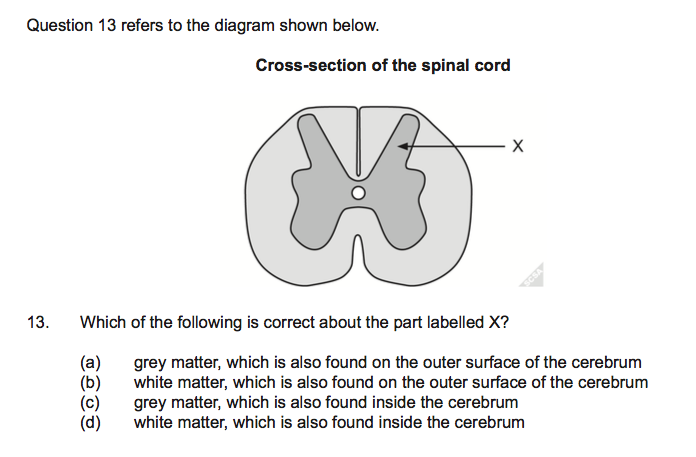 Question 13 refers to the diagram shown below.
Cross-section of the spinal cord
X
13. Which of the following is correct about the part labelled X?
(a) grey matter, which is also found on the outer surface of the cerebrum
(b) white matter, which is also found on the outer surface of the cerebrum
(c) grey matter, which is also found inside the cerebrum
(d) white matter, which is also found inside the cerebrum